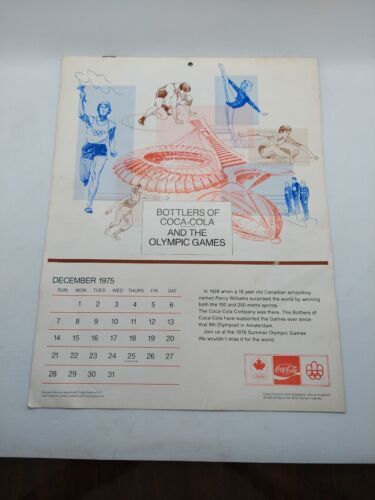 BOTTLERS OF
COCA-COLA
AND THE
OLYMPIC GAMES
DECEMBER 1975
SUN. MON. TUES. WED. THURS. FRI. SAT.
1 2 3 4 5 6
7 8 9 10 11 12 13
14 15 16 17 18 19 20
21 22 23 24 25 26 27
28 29 30 31
In 1928 when a 19 year old Canadian schoolboy
named Percy Williams surprised the world by winning
both the 100 and 200 metre sprints
The Coca-Cola Company was there. The Bottlers of
Coca-Cola have supported the Games ever since
that 9th Olympiad in Amsterdam.
Join us at the 1976 Summer Olympic Games.
We wouldn't miss it for the world.
Coca-Cola